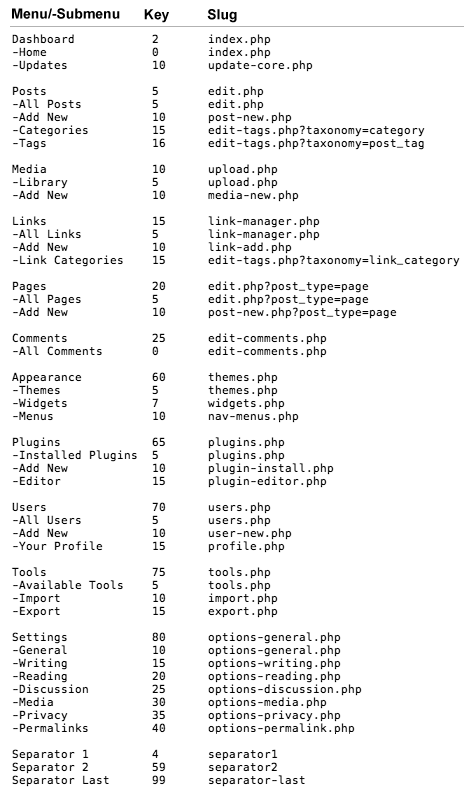 Menu/-Submenu Key Slug
Dashboard 2 index.php
-Home 0 index.php
-Updates 10 update-core.php
Posts 5 edit.php
-All Posts 5 edit.php
-Add New 10 post-new.php
-Categories 15 edit-tags.php?taxonomy=category
-Tags 16 edit-tags.php?taxonomy=post_tag
Media 10 upload.php
-Library 5 upload.php
-Add New 10 media-new.php
Links 15 link-manager.php
-All Links 5 link-manager.php
-Add New 10 link-add.php
-Link Categories 15 edit-tags.php?taxonomy=link_category
Pages 20 edit.php?post_type=page
-All Pages 5 edit.php?post_type=page
-Add New 10 post-new.php?post_type=page
Comments 25 edit-comments.php
-All Comments 0 edit-comments.php
Appearance 60 themes.php
-Themes 5 themes.php
-Widgets 7 widgets.php
-Menus 10 nav-menus.php
Plugins 65 plugins.php
-Installed Plugins 5 plugins.php
-Add New 10 plugin-install.php
-Editor 15 plugin-editor.php
Users 70 users.php
-All Users 5 users.php
-Add New 10 user-new.php
-Your Profile 15 profile.php
Tools 75 tools.php
-Available Tools 5 tools.php
-Import 10 import.php
-Export 15 export.php
Settings 80 options-general.php
-General 10 options-general.php
-Writing 15 options-writing.php
-Reading 20 options-reading.php
-Discussion 25 options-discussion.php
-Media 30 options-media.php
-Privacy 35 options-privacy.php
-Permalinks 40 options-permalink.php
Separator 1 4 separator1
Separator 2 59 separator2
Separator Last 99 separator-last